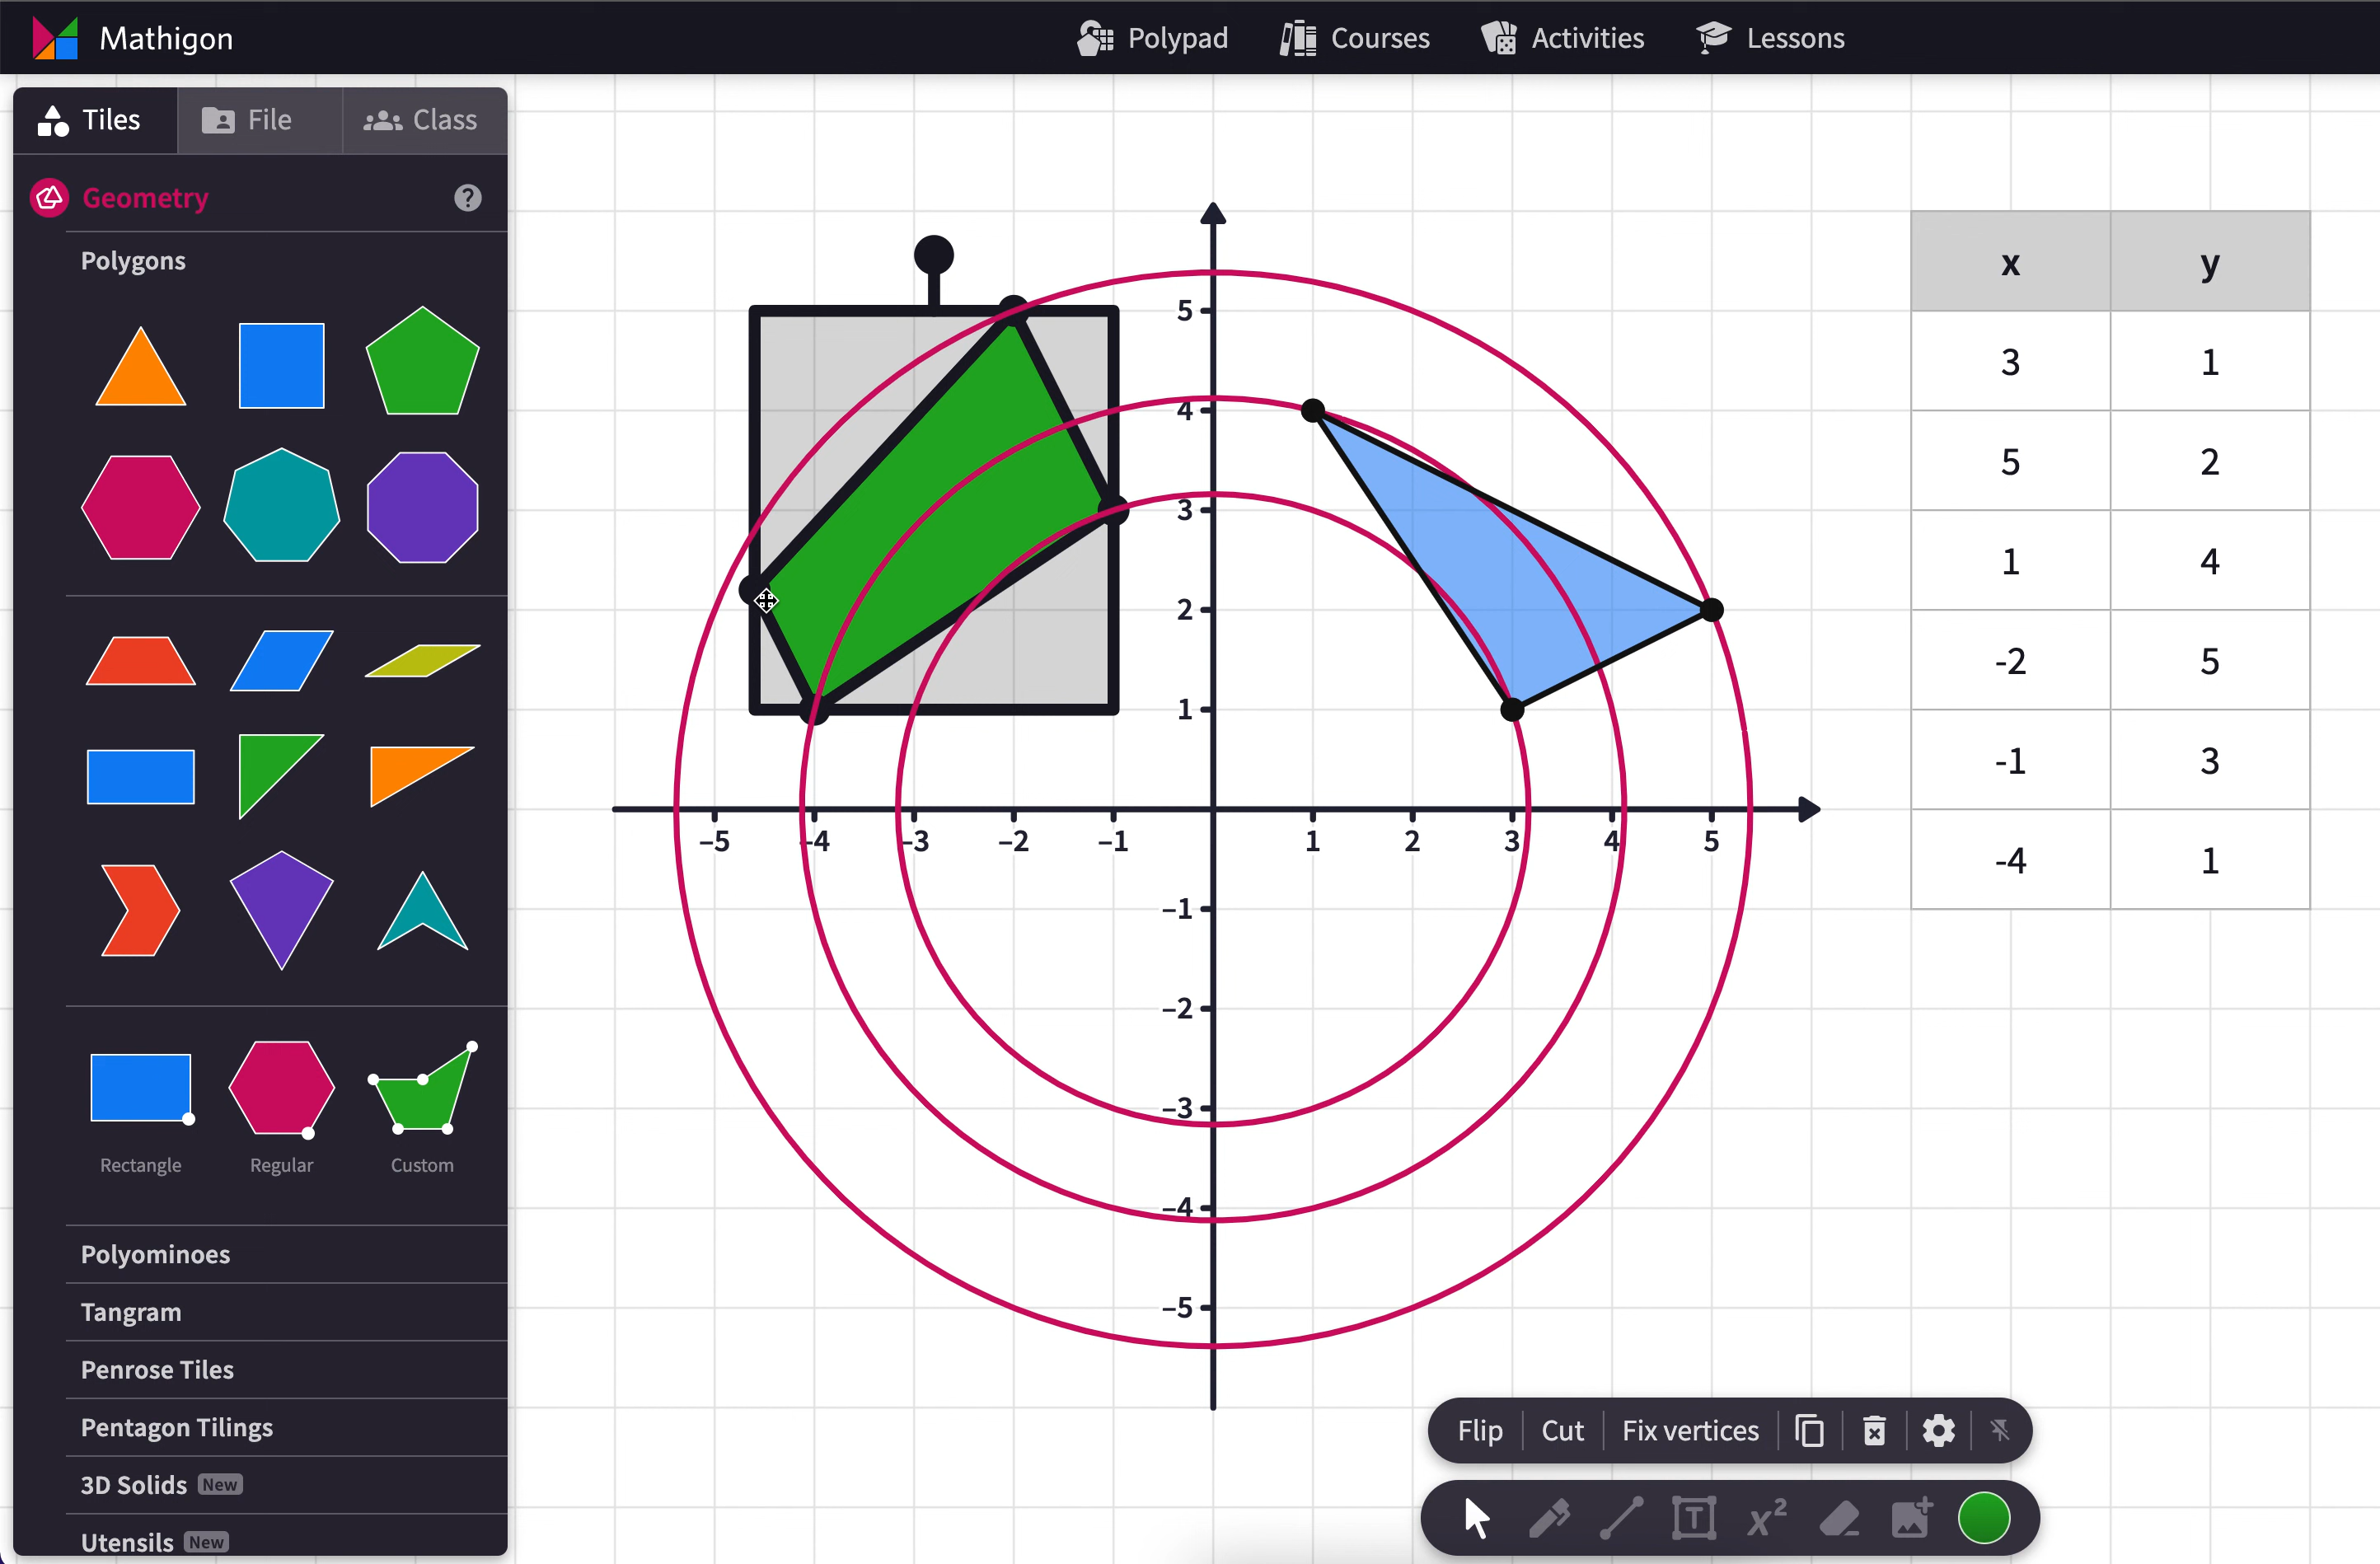 Mathigon
Polypad
Courses
Activities
Lessons
Tiles
File
Class
Geometry
?
Polygons
Rectangle
Regular
Custom
Polyominoes
Tangram
Penrose Tiles
Pentagon Tilings
3D Solids New
Utensils New
5
4
3
2
1
–5
–4
–3
–2
–1
1
2
3
4
5
–1
–2
–3
–4
–5
x y
3 1
5 2
1 4
-2 5
-1 3
-4 1
Flip
Cut
Fix vertices
T
x²